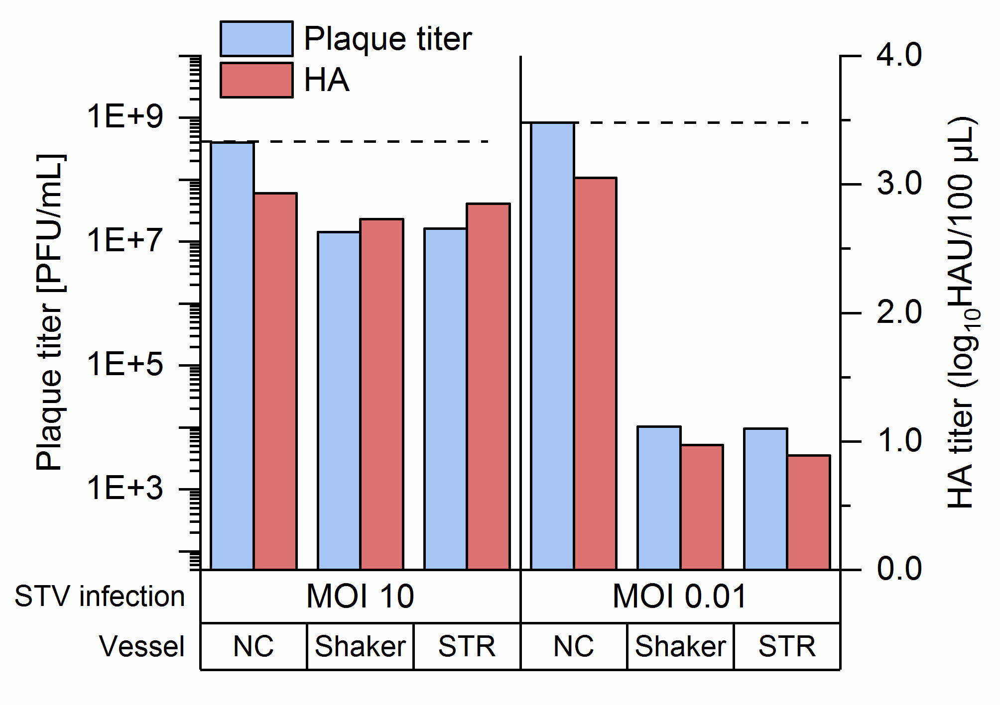 Plaque titer
HA
Plaque titer [PFU/mL]
1E+9
1E+7
1E+5
1E+3
4.0
3.0
2.0
1.0
0.0
HA titer (log₁₀HAU/100 µL)
STV infection MOI 10 MOI 0.01
Vessel NC Shaker STR NC Shaker STR